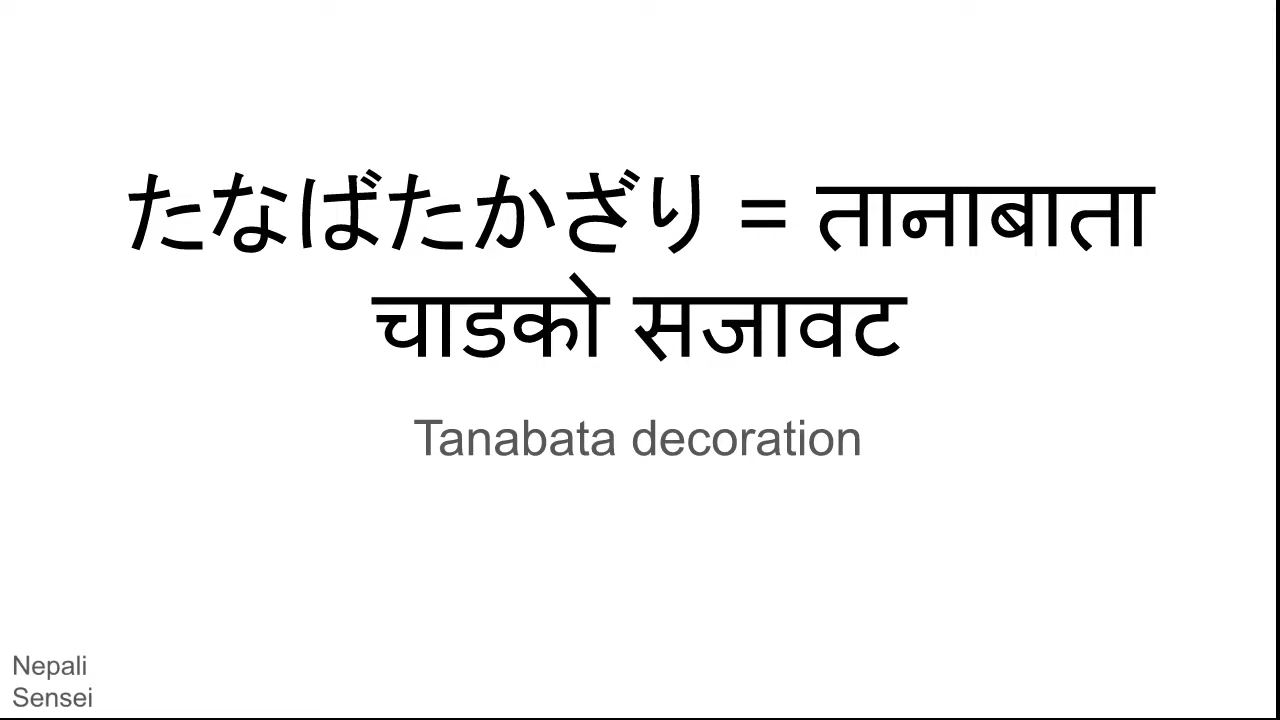 たなばたかざり = तानाबाता
चाडको सजावट
Tanabata decoration
Nepali
Sensei